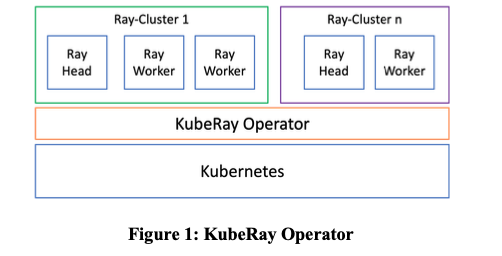 Ray-Cluster 1
Ray-Cluster n
Ray
Head
Ray
Worker
Ray
Worker
Ray
Head
Ray
Worker
KubeRay Operator
Kubernetes
Figure 1: KubeRay Operator